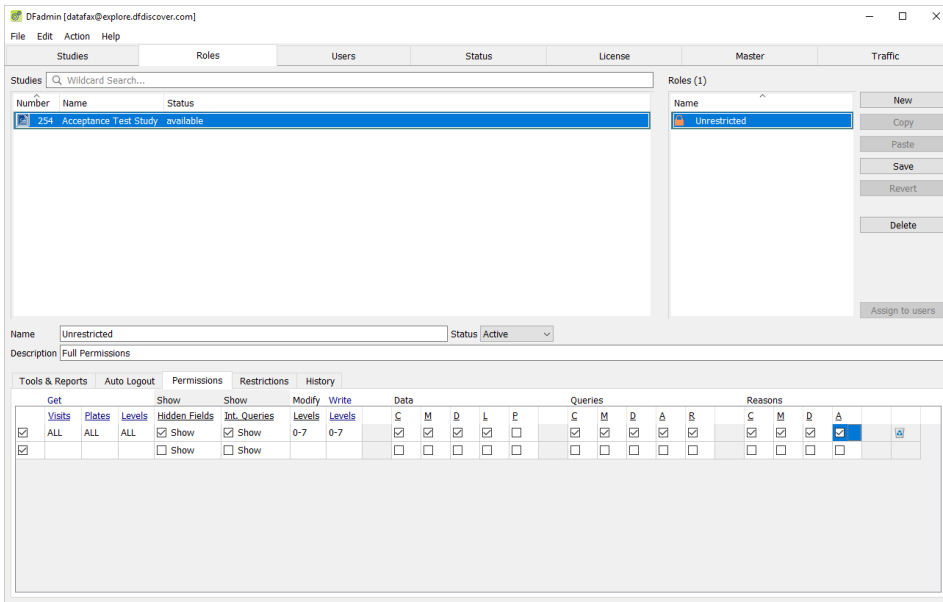 DFadmin [datafax@explore.dfdiscover.com]
File Edit Action Help
Studies Roles Users Status License Master Traffic
Studies Wildcard Search... Roles (1)
Number Name Status Name New
254 Acceptance Test Study available Unrestricted Copy
Paste
Save
Revert
Delete
Assign to users
Name Unrestricted Status Active
Description Full Permissions
Tools & Reports Auto Logout Permissions Restrictions History
Get Show Show Modify Write Data Queries Reasons
Visits Plates Levels Hidden Fields Int. Queries Levels Levels C M D L P C M D A R C M D A
ALL ALL ALL Show Show 0-7 0-7
Show Show